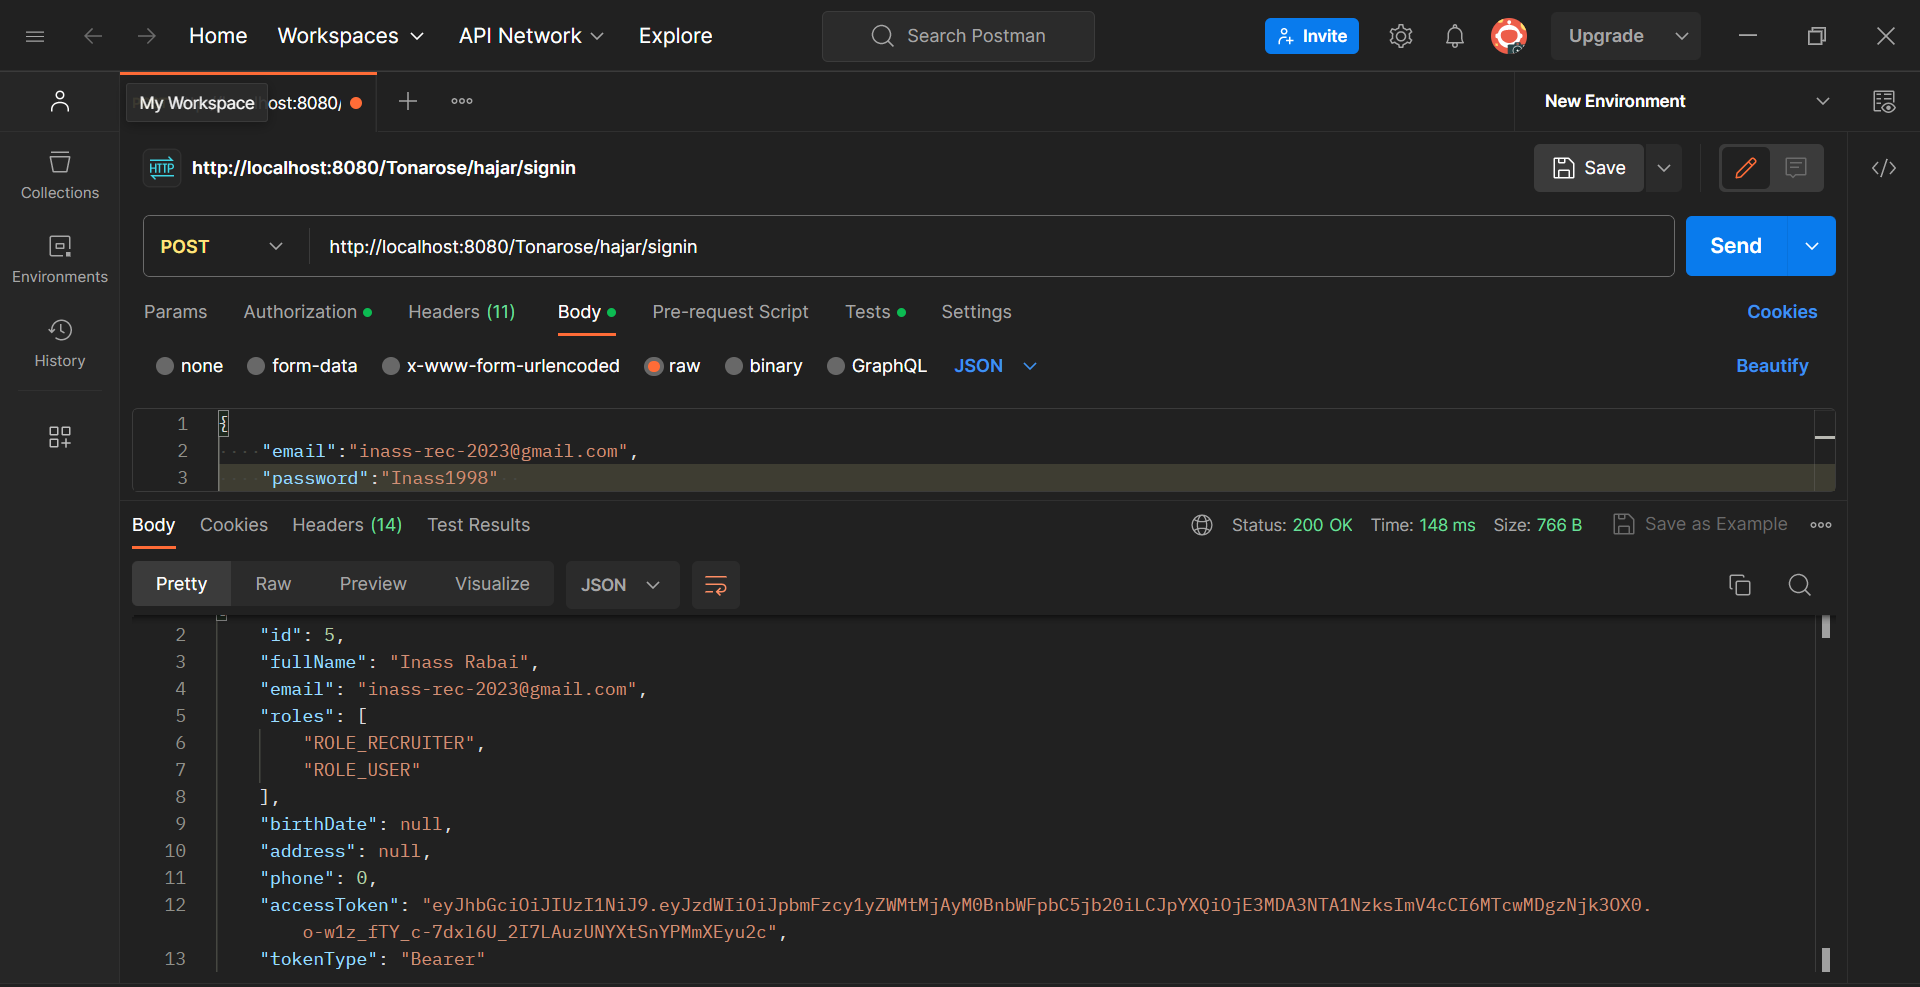 Home Workspaces API Network Explore Search Postman Invite Upgrade
My Workspace ost:8080/ New Environment
HTTP http://localhost:8080/Tonarose/hajar/signin Save
Collections
POST http://localhost:8080/Tonarose/hajar/signin Send
Environments
Params Authorization Headers (11) Body Pre-request Script Tests Settings Cookies
History
none form-data x-www-form-urlencoded raw binary GraphQL JSON Beautify
1 {
2 "email":"inass-rec-2023@gmail.com",
3 "password":"Inass1998"
Body Cookies Headers (14) Test Results Status: 200 OK Time: 148 ms Size: 766 B Save as Example
Pretty Raw Preview Visualize JSON
2 "id": 5,
3 "fullName": "Inass Rabai",
4 "email": "inass-rec-2023@gmail.com",
5 "roles": [
6 "ROLE_RECRUITER",
7 "ROLE_USER"
8 ],
9 "birthDate": null,
10 "address": null,
11 "phone": 0,
12 "accessToken": "eyJhbGciOiJIUzI1NiJ9.eyJzdWIiOiJpbmFzcy1yZWMtMjAyM0BnbWFpbC5jb20iLCJpYXQiOjE3MDA3NTA1NzksImV4cCI6MTcwMDgzNjk3OX0.
o-w1z_fTY_c-7dxl6U_2I7LAuzUNYXtSnYPMmXEyu2c",
13 "tokenType": "Bearer"